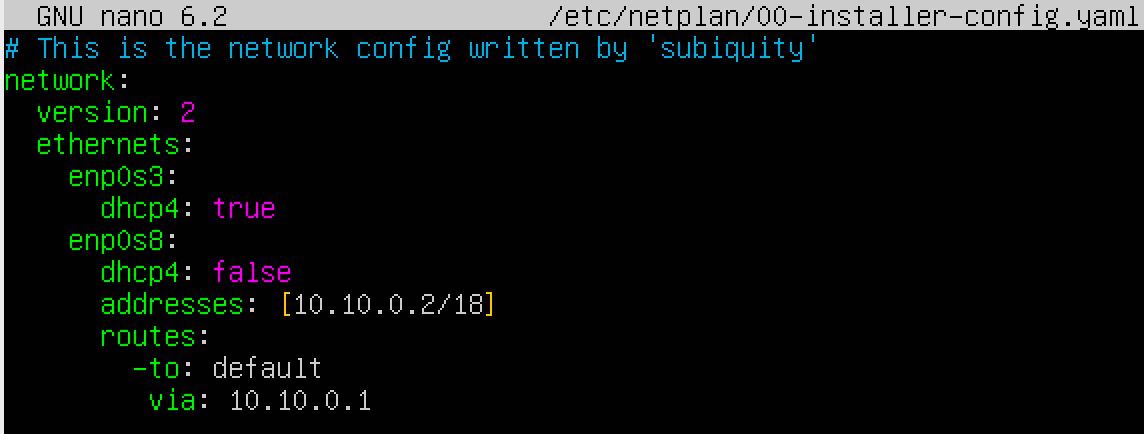 GNU nano 6.2 /etc/netplan/00-installer-config.yaml
# This is the network config written by 'subiquity'
network:
  version: 2
  ethernets:
    enp0s3:
      dhcp4: true
    enp0s8:
      dhcp4: false
      addresses: [10.10.0.2/18]
      routes:
        -to: default
         via: 10.10.0.1